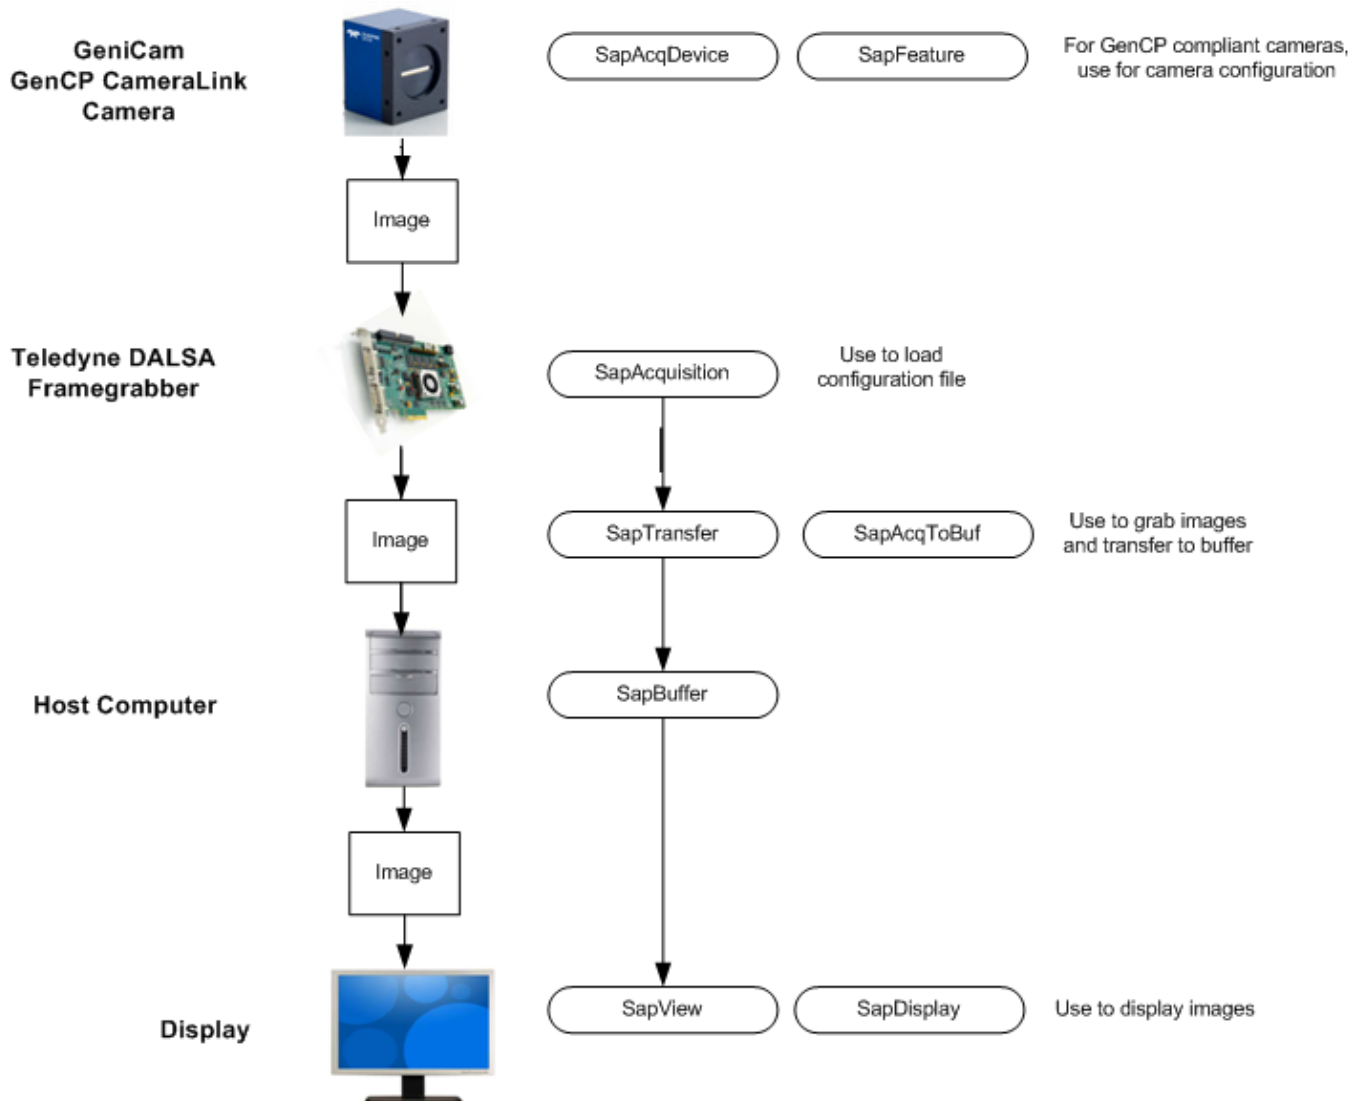 GeniCam
GenCP CameraLink
Camera
SapAcqDevice
SapFeature
For GenCP compliant cameras,
use for camera configuration
Image
Teledyne DALSA
Framegrabber
SapAcquisition
Use to load
configuration file
Image
SapTransfer
SapAcqToBuf
Use to grab images
and transfer to buffer
Host Computer
SapBuffer
Image
Display
SapView
SapDisplay
Use to display images